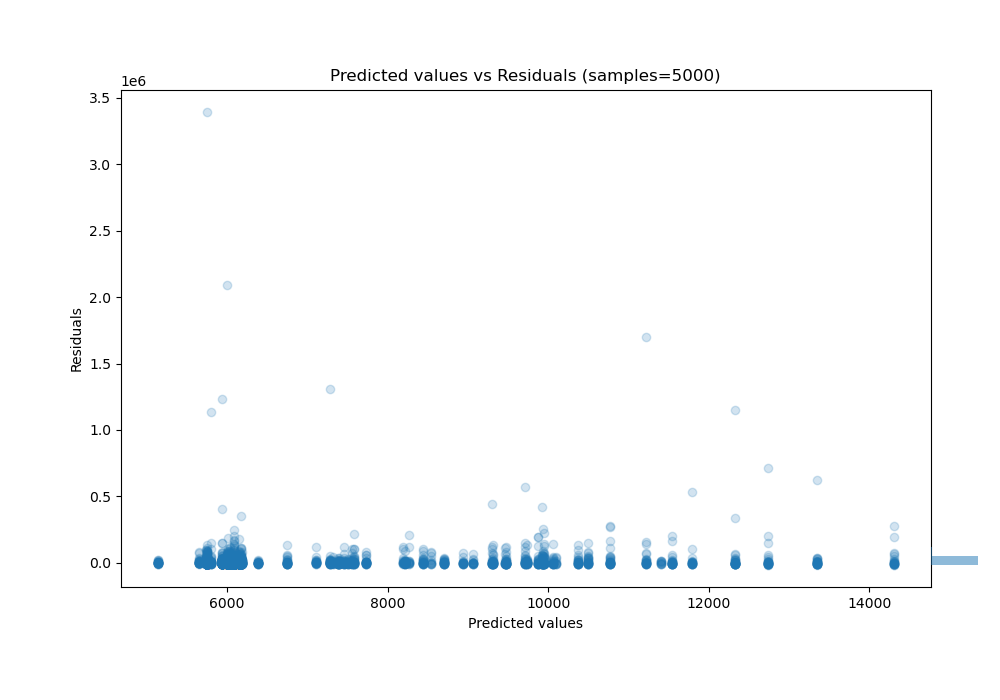 Predicted values vs Residuals (samples=5000)
1e6
3.5
3.0
2.5
2.0
1.5
1.0
0.5
0.0
Residuals
6000 8000 10000 12000 14000
Predicted values